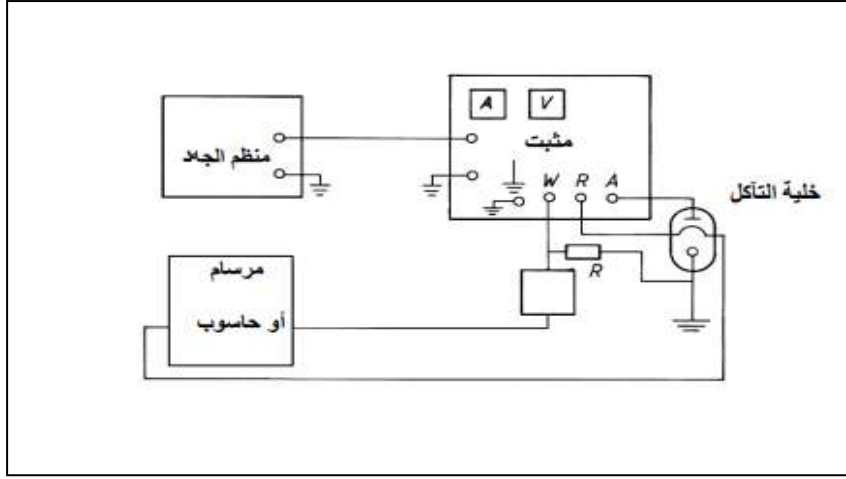 A V
مثبت
منظم الجهد
W R A
خلية التآكل
R
مرسام
أو حاسوب